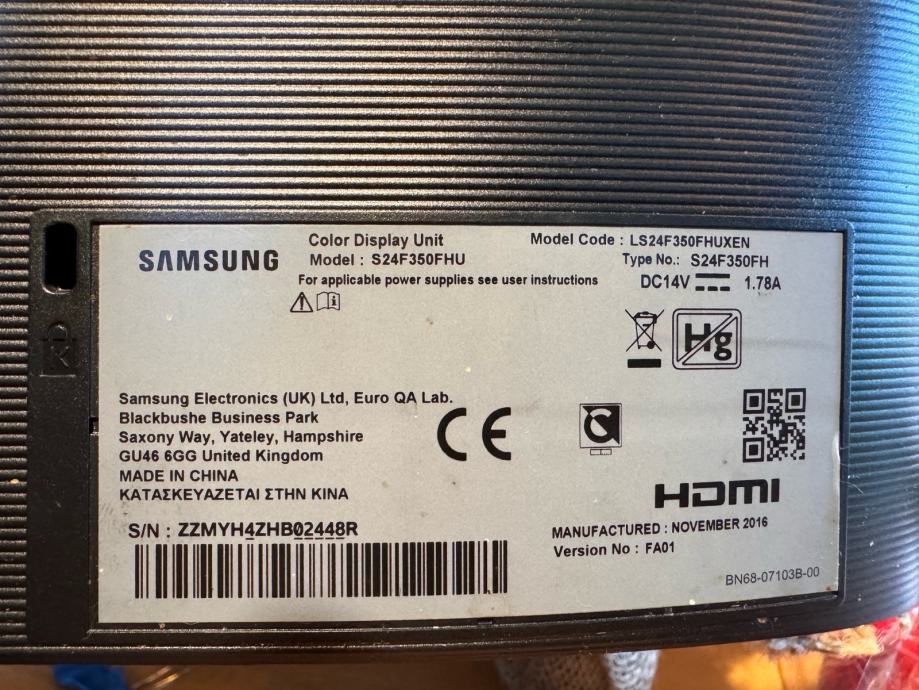 SAMSUNG
Color Display Unit
Model : S24F350FHU
Model Code : LS24F350FHUXEN
Type No.: S24F350FH
For applicable power supplies see user instructions
DC14V 1.78A
Hg
Samsung Electronics (UK) Ltd, Euro QA Lab.
Blackbushe Business Park
Saxony Way, Yateley, Hampshire
GU46 6GG United Kingdom
MADE IN CHINA
ΚΑΤΑΣΚΕΥΑΖΕΤΑΙ ΣΤΗΝ ΚΙΝΑ
CE
HDMI
S/N : ZZMYH4ZHB02448R
MANUFACTURED : NOVEMBER 2016
Version No : FA01
BN68-07103B-00